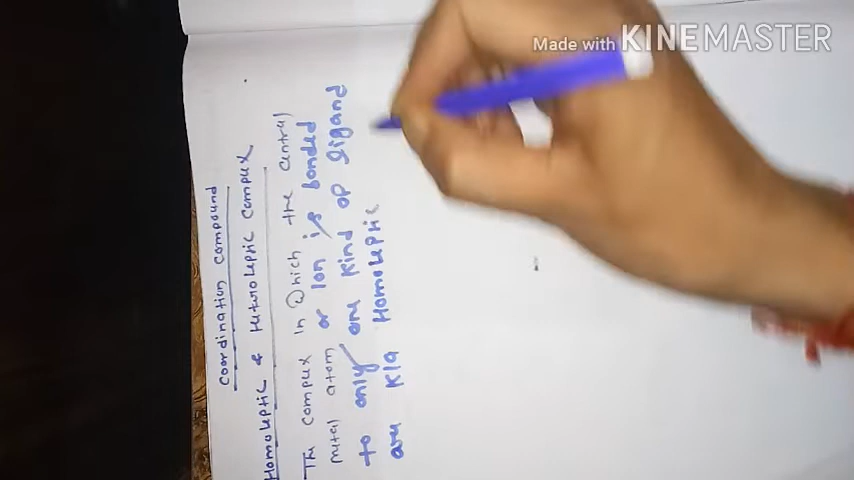 Made with KINEMASTER
Coordination compound
Homoleptic & Heteroleptic complex
The complex in which the central
metal atom or Ion is bonded
to only one kind of ligand
are K/a Homoleptic